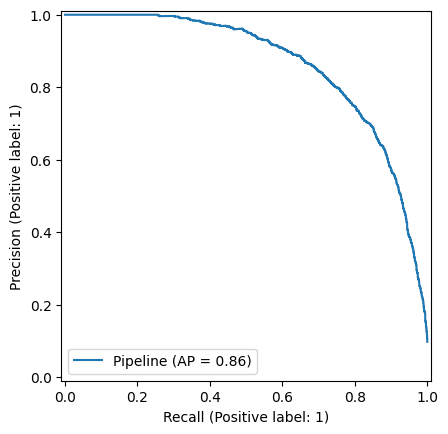 1.0
0.8
0.6
0.4
0.2
0.0
Precision (Positive label: 1)
Pipeline (AP = 0.86)
0.0 0.2 0.4 0.6 0.8 1.0
Recall (Positive label: 1)